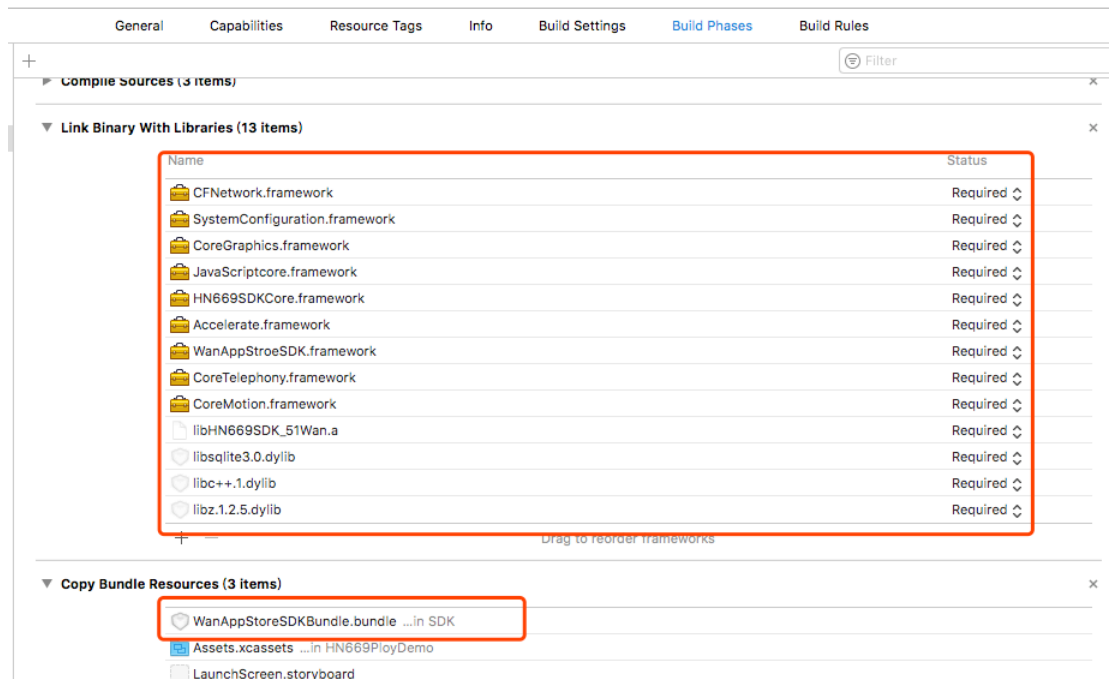 General Capabilities Resource Tags Info Build Settings Build Phases Build Rules
+ Filter
Compile Sources (3 items) ×
Link Binary With Libraries (13 items) ×
Name Status
CFNetwork.framework Required
SystemConfiguration.framework Required
CoreGraphics.framework Required
JavaScriptcore.framework Required
HN669SDKCore.framework Required
Accelerate.framework Required
WanAppStroeSDK.framework Required
CoreTelephony.framework Required
CoreMotion.framework Required
libHN669SDK_51Wan.a Required
libsqlite3.0.dylib Required
libc++.1.dylib Required
libz.1.2.5.dylib Required
+ — Drag to reorder frameworks
Copy Bundle Resources (3 items) ×
WanAppStoreSDKBundle.bundle ...in SDK
Assets.xcassets ...in HN669PloyDemo
LaunchScreen.storyboard